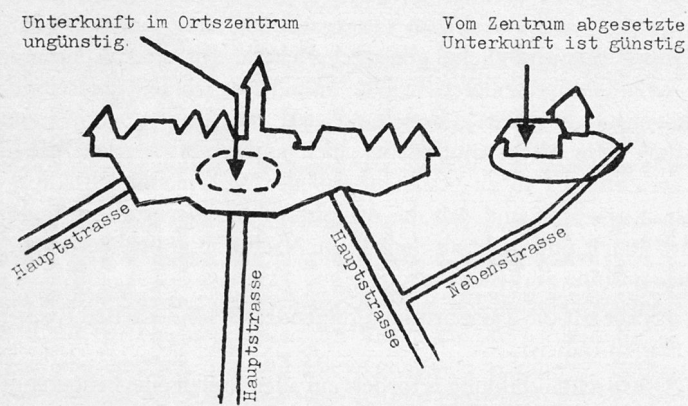 Unterkunft im Ortszentrum
ungünstig
Vom Zentrum abgesetzte
Unterkunft ist günstig
Hauptstrasse
Hauptstrasse
Hauptstrasse
Nebenstrasse